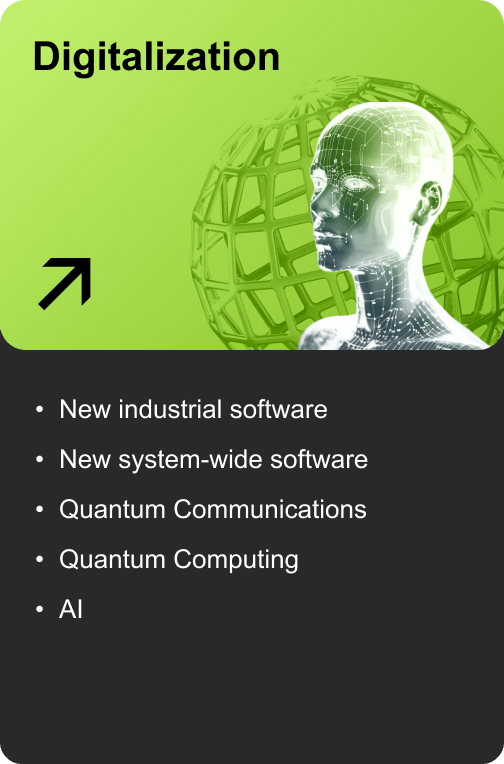 Digitalization
• New industrial software
• New system-wide software
• Quantum Communications
• Quantum Computing
• AI